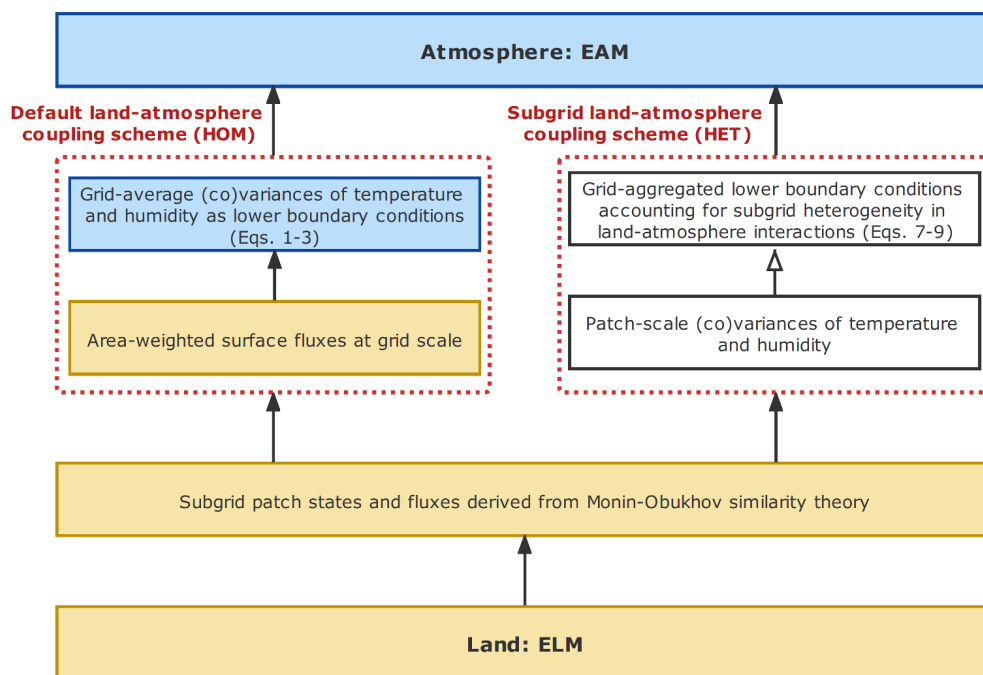 Atmosphere: EAM
Default land-atmosphere
coupling scheme (HOM)
Subgrid land-atmosphere
coupling scheme (HET)
Grid-average (co)variances of temperature
and humidity as lower boundary conditions
(Eqs. 1-3)
Grid-aggregated lower boundary conditions
accounting for subgrid heterogeneity in
land-atmosphere interactions (Eqs. 7-9)
Area-weighted surface fluxes at grid scale
Patch-scale (co)variances of temperature
and humidity
Subgrid patch states and fluxes derived from Monin-Obukhov similarity theory
Land: ELM